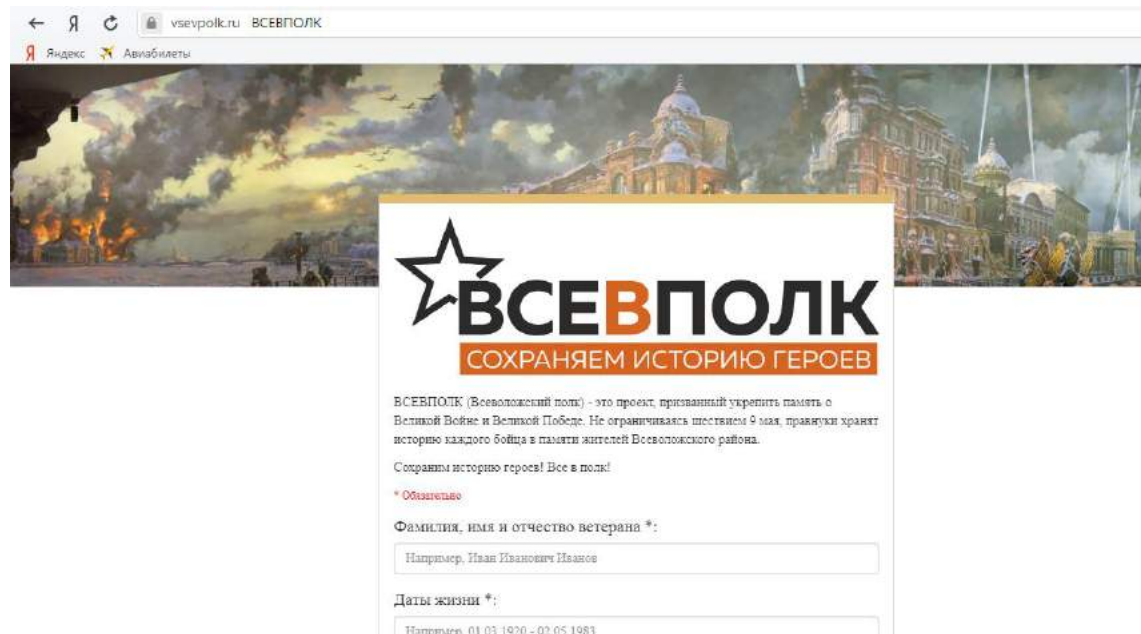 vsevpolk.ru ВСЕВПОЛК
Яндекс Авиабилеты
ВСЕВПОЛК
СОХРАНЯЕМ ИСТОРИЮ ГЕРОЕВ
ВСЕВПОЛК (Всеволожский полк) - это проект, призванный укрепить память о
Великой Войне и Великой Победе. Не ограничиваясь шествием 9 мая, правнуки хранят
историю каждого бойца в памяти жителей Всеволожского района.
Сохраним историю героев! Все в полк!
* Обязательно
Фамилия, имя и отчество ветерана *:
Например, Иван Иванович Иванов
Даты жизни *:
Например, 01.03.1920 - 02.05.1983